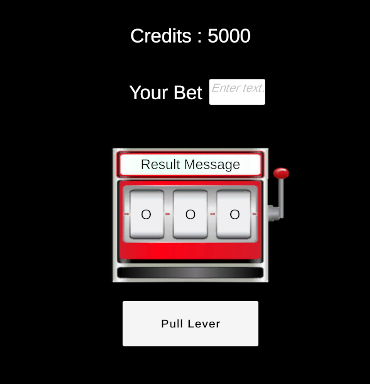 Credits : 5000
Your Bet Enter text.
Result Message
O O O
Pull Lever